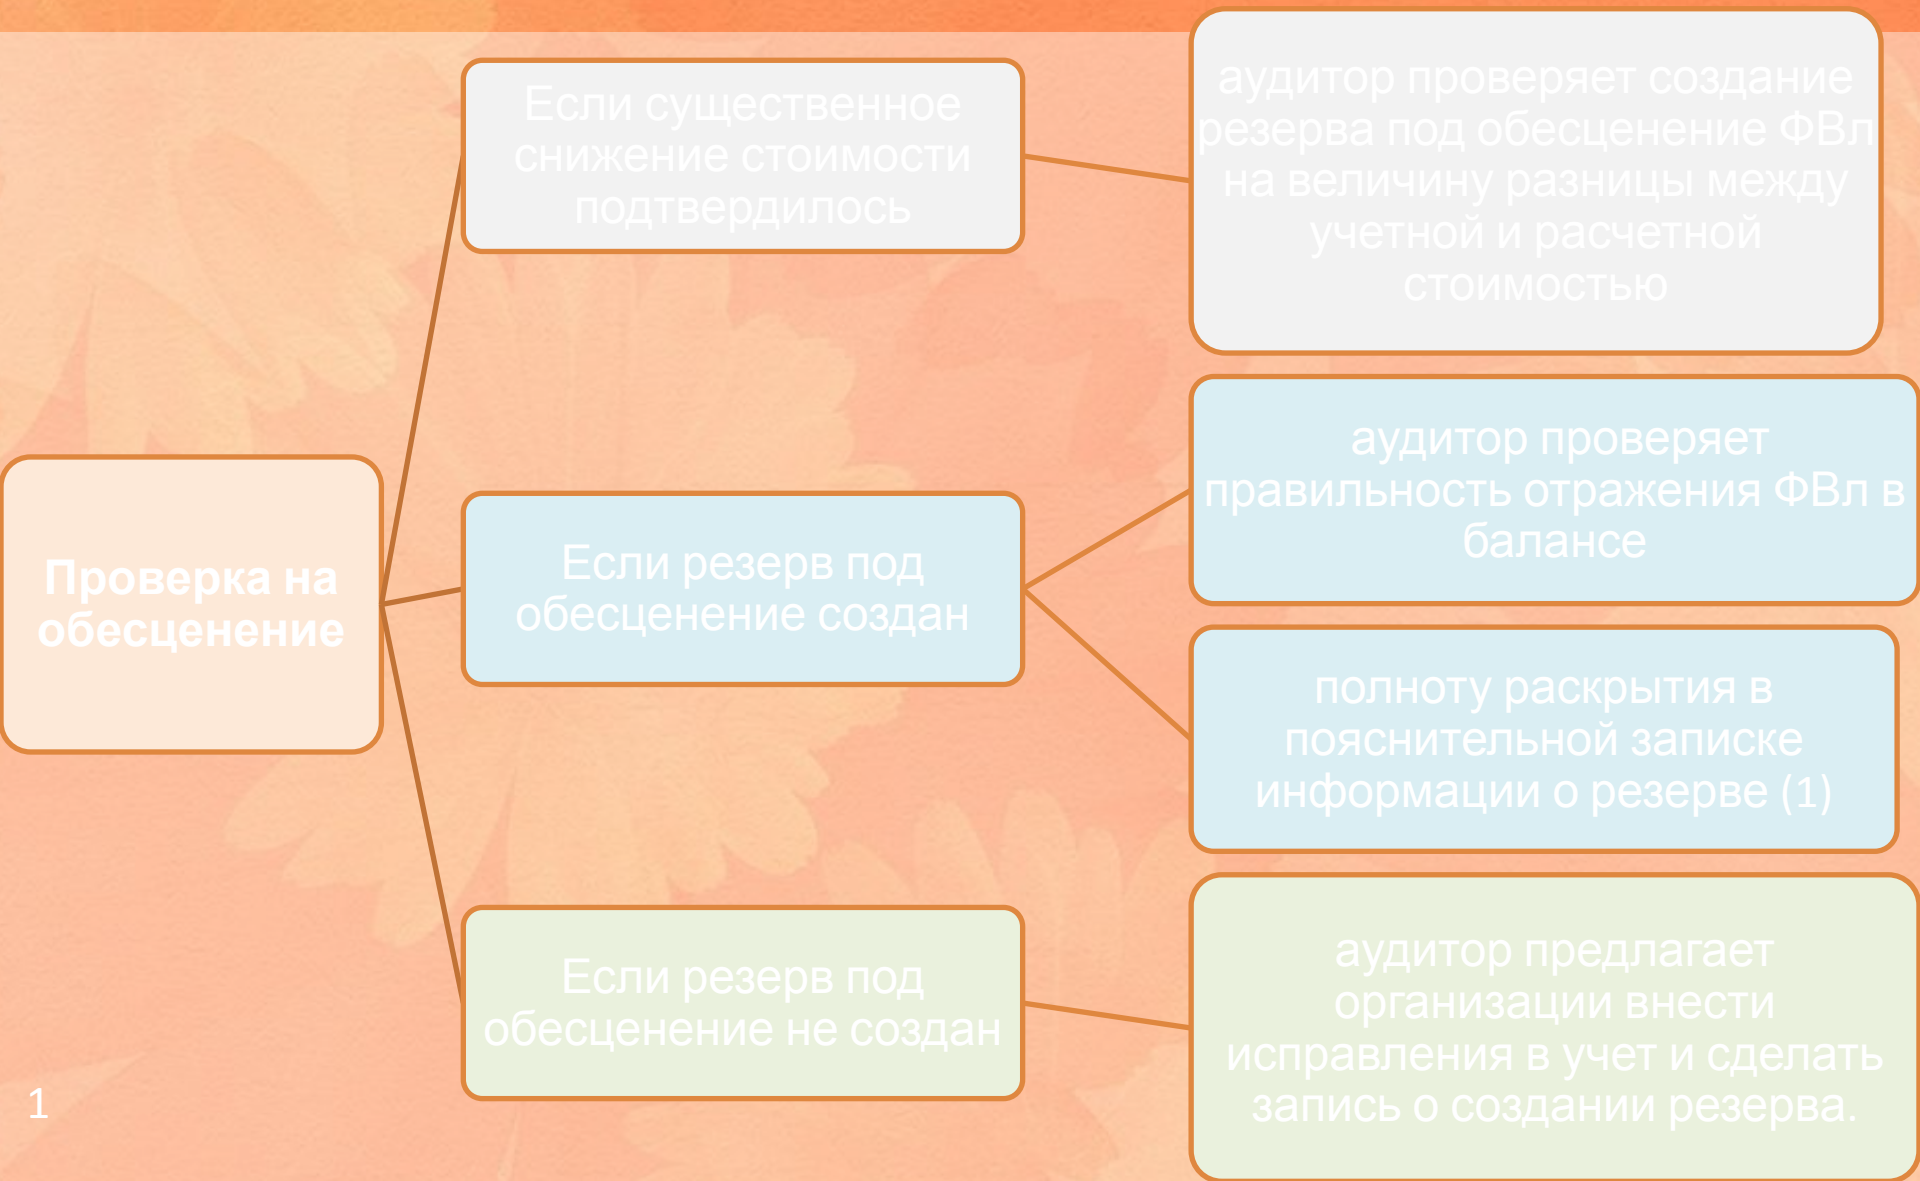 Проверка на
обесценение
Если существенное
снижение стоимости
подтвердилось
аудитор проверяет создание
резерва под обесценение ФВл
на величину разницы между
учетной и расчетной
стоимостью
Если резерв под
обесценение создан
аудитор проверяет
правильность отражения ФВл в
балансе
полноту раскрытия в
пояснительной записке
информации о резерве (1)
Если резерв под
обесценение не создан
аудитор предлагает
организации внести
исправления в учет и сделать
запись о создании резерва.
1